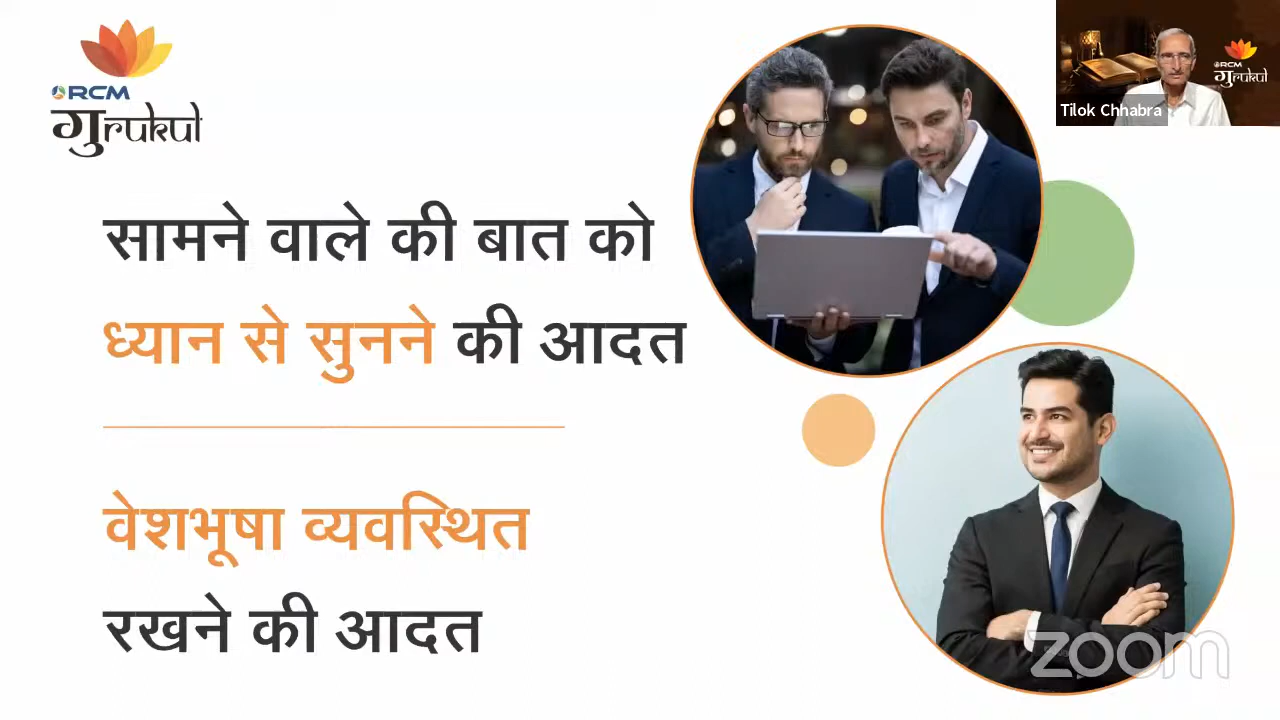 RCM
गुrukul
सामने वाले की बात को
ध्यान से सुनने की आदत
वेशभूषा व्यवस्थित
रखने की आदत
RCM
गुrukul
Tilok Chhabra
zoom